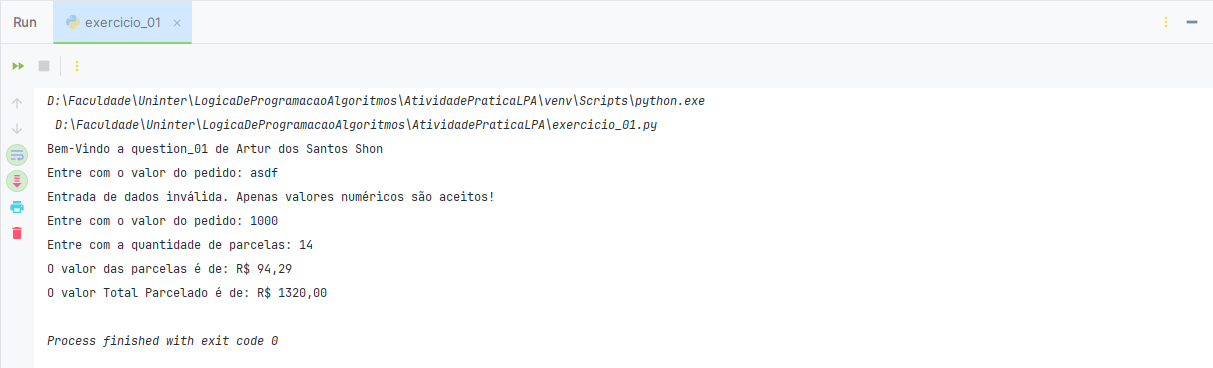 Run exercicio_01
D:\Faculdade\Uninter\LogicaDeProgramacaoAlgoritmos\AtividadePraticaLPA\venv\Scripts\python.exe
D:\Faculdade\Uninter\LogicaDeProgramacaoAlgoritmos\AtividadePraticaLPA\exercicio_01.py
Bem-Vindo a question_01 de Artur dos Santos Shon
Entre com o valor do pedido: asdf
Entrada de dados inválida. Apenas valores numéricos são aceitos!
Entre com o valor do pedido: 1000
Entre com a quantidade de parcelas: 14
O valor das parcelas é de: R$ 94,29
O valor Total Parcelado é de: R$ 1320,00
Process finished with exit code 0